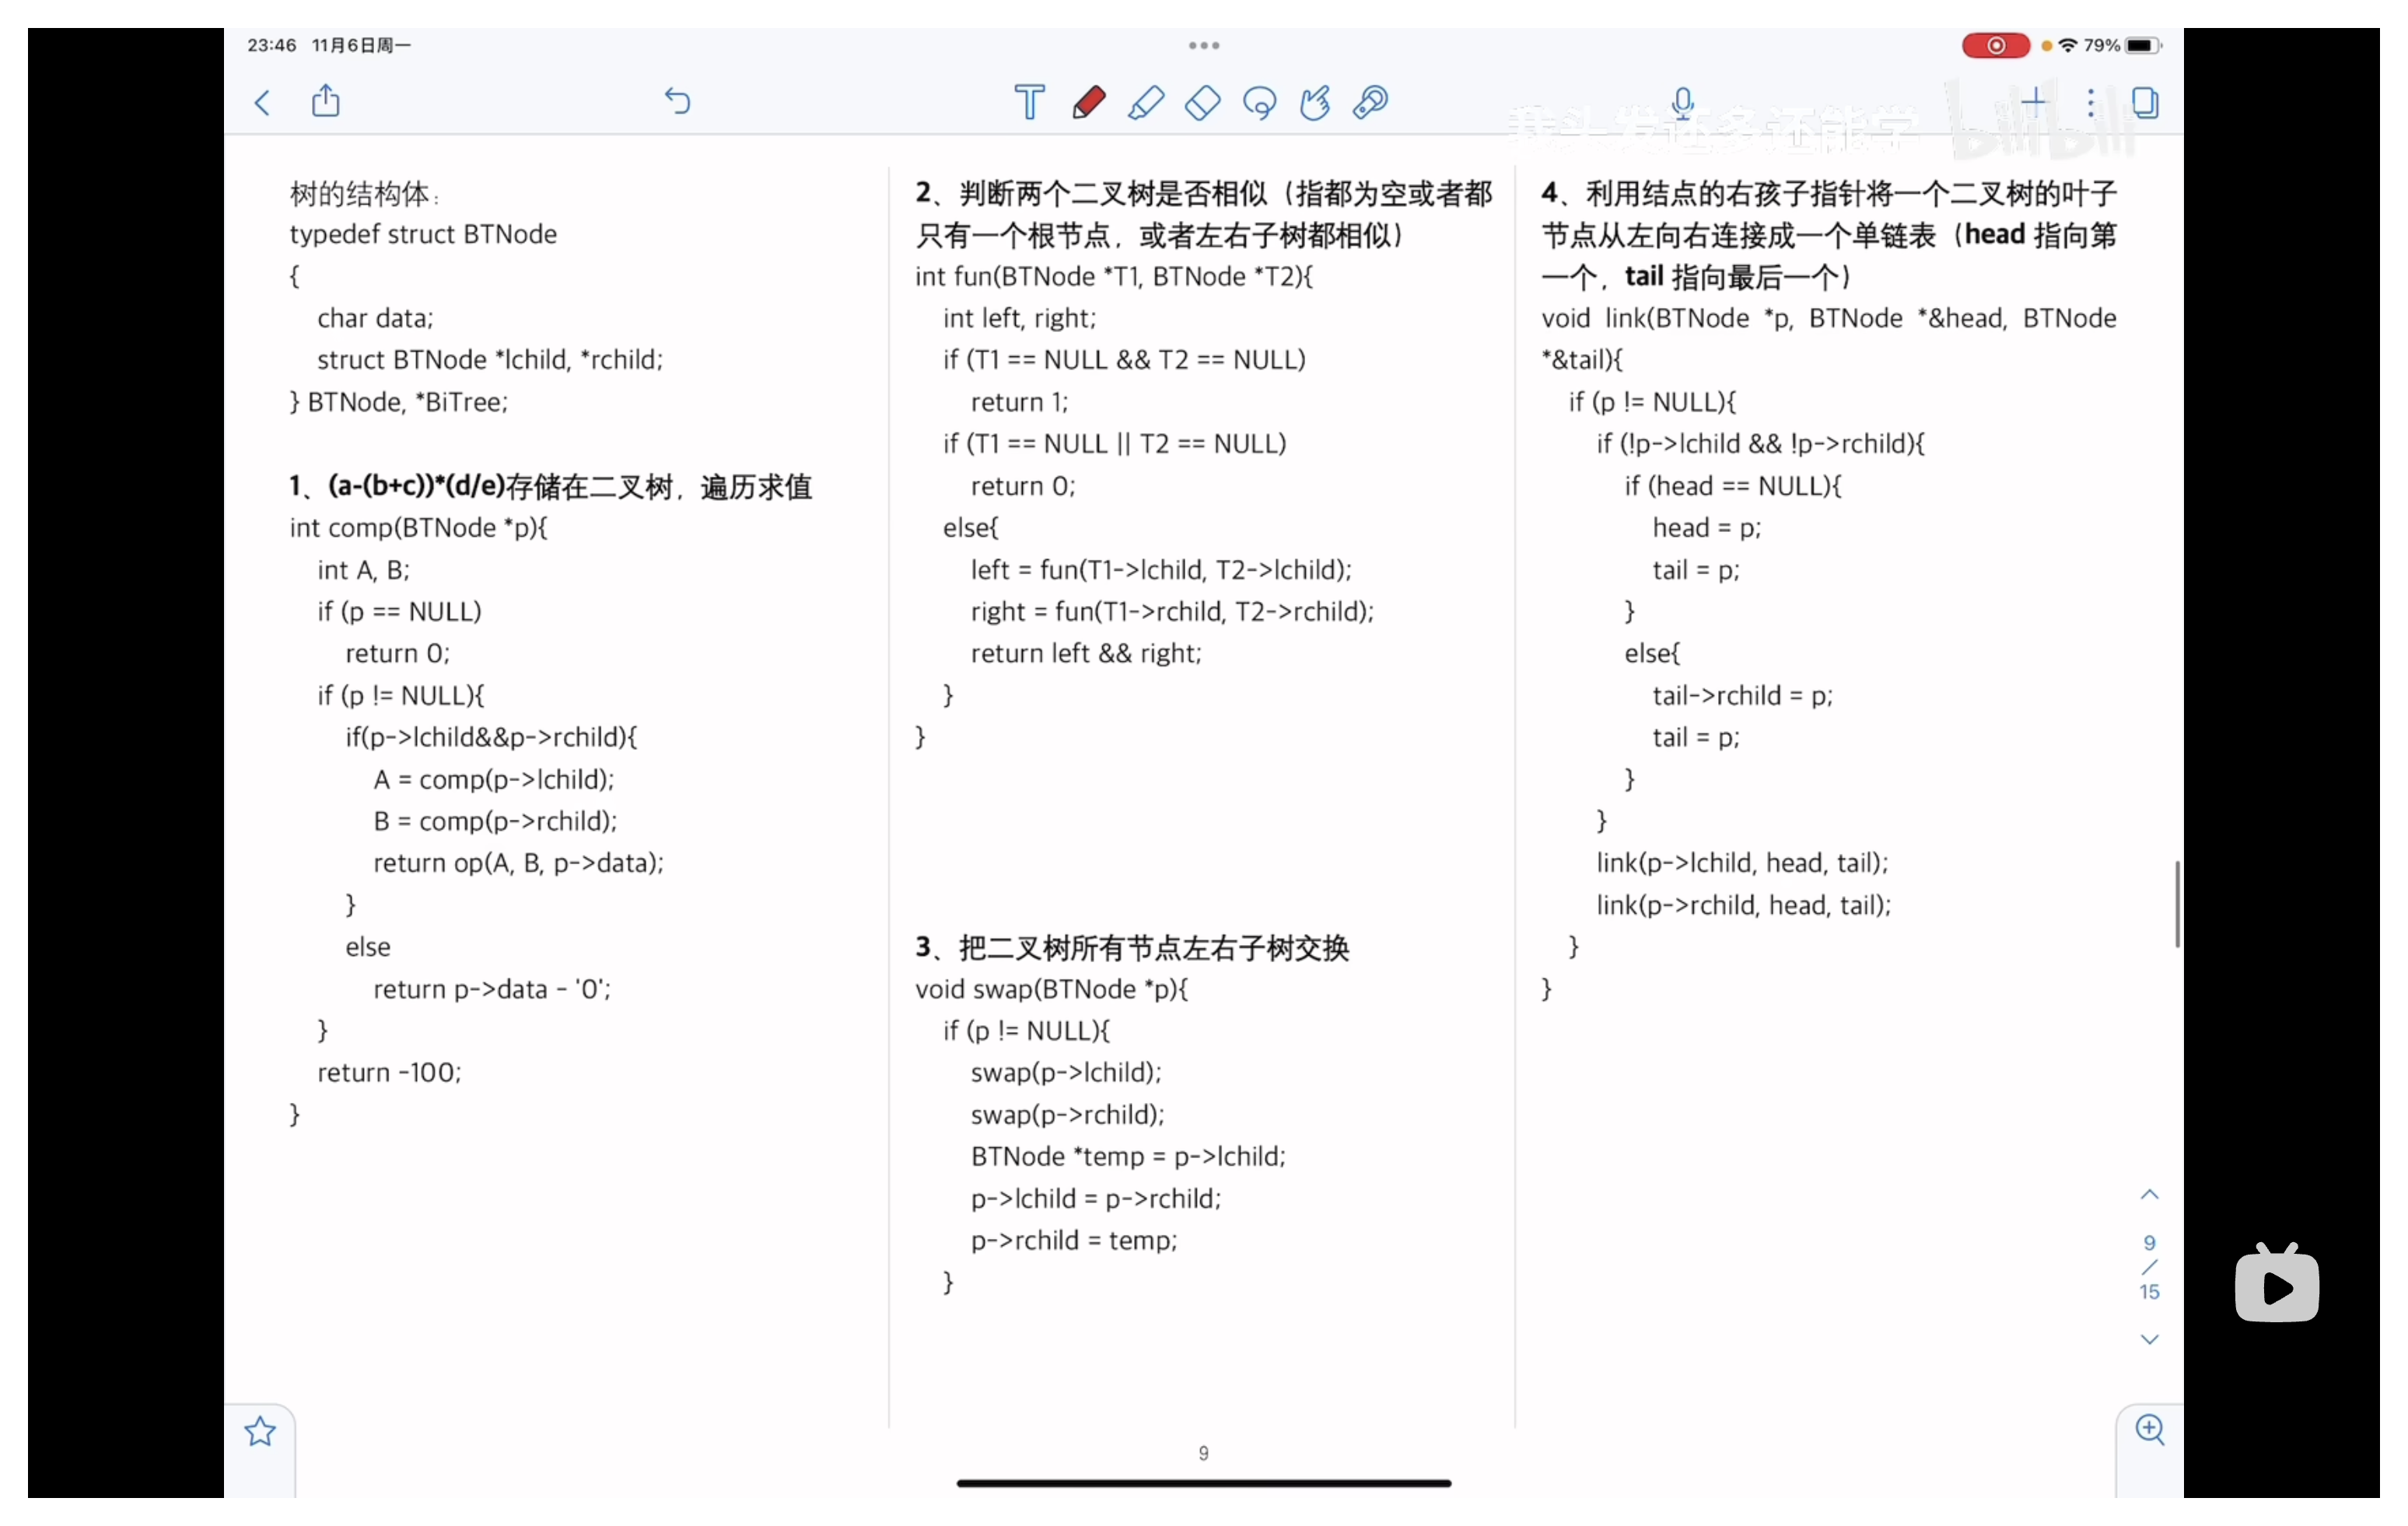 23:46 11月6日周一
79%
我头发还多还能学
bilibili
树的结构体：
typedef struct BTNode
{
char data;
struct BTNode *lchild, *rchild;
} BTNode, *BiTree;
1、(a-(b+c))*(d/e)存储在二叉树，遍历求值
int comp(BTNode *p){
int A, B;
if (p == NULL)
return 0;
if (p != NULL){
if(p->lchild&&p->rchild){
A = comp(p->lchild);
B = comp(p->rchild);
return op(A, B, p->data);
}
else
return p->data - '0';
}
return -100;
}
2、判断两个二叉树是否相似（指都为空或者都
只有一个根节点，或者左右子树都相似）
int fun(BTNode *T1, BTNode *T2){
int left, right;
if (T1 == NULL && T2 == NULL)
return 1;
if (T1 == NULL || T2 == NULL)
return 0;
else{
left = fun(T1->lchild, T2->lchild);
right = fun(T1->rchild, T2->rchild);
return left && right;
}
}
3、把二叉树所有节点左右子树交换
void swap(BTNode *p){
if (p != NULL){
swap(p->lchild);
swap(p->rchild);
BTNode *temp = p->lchild;
p->lchild = p->rchild;
p->rchild = temp;
}
4、利用结点的右孩子指针将一个二叉树的叶子
节点从左向右连接成一个单链表（head 指向第
一个，tail 指向最后一个）
void link(BTNode *p, BTNode *&head, BTNode
*&tail){
if (p != NULL){
if (!p->lchild && !p->rchild){
if (head == NULL){
head = p;
tail = p;
}
else{
tail->rchild = p;
tail = p;
}
}
link(p->lchild, head, tail);
link(p->rchild, head, tail);
}
}
9
/
15
9